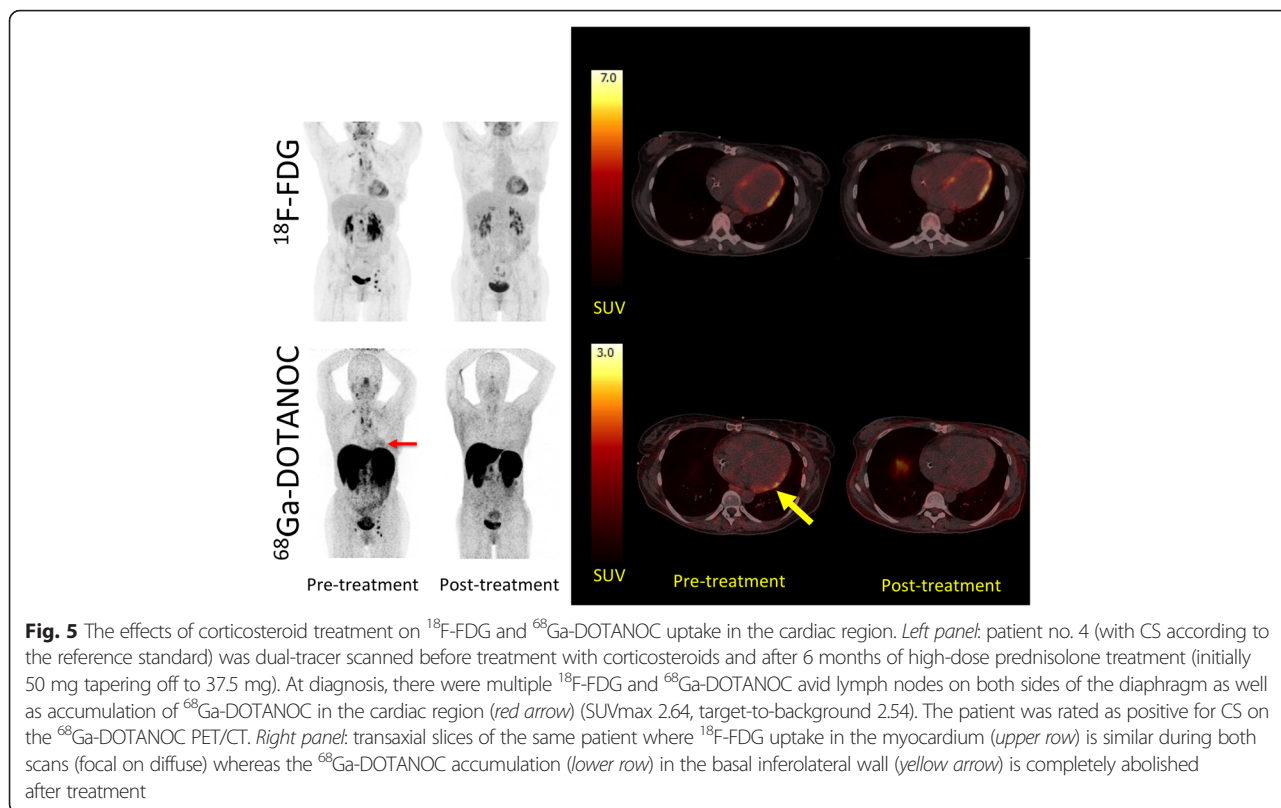 ¹⁸F-FDG
7.0
SUV
⁶⁸Ga-DOTANOC
3.0
SUV
Pre-treatment Post-treatment Pre-treatment Post-treatment
Fig. 5 The effects of corticosteroid treatment on ¹⁸F-FDG and ⁶⁸Ga-DOTANOC uptake in the cardiac region. Left panel: patient no. 4 (with CS according to
the reference standard) was dual-tracer scanned before treatment with corticosteroids and after 6 months of high-dose prednisolone treatment (initially
50 mg tapering off to 37.5 mg). At diagnosis, there were multiple ¹⁸F-FDG and ⁶⁸Ga-DOTANOC avid lymph nodes on both sides of the diaphragm as well
as accumulation of ⁶⁸Ga-DOTANOC in the cardiac region (red arrow) (SUVmax 2.64, target-to-background 2.54). The patient was rated as positive for CS on
the ⁶⁸Ga-DOTANOC PET/CT. Right panel: transaxial slices of the same patient where ¹⁸F-FDG uptake in the myocardium (upper row) is similar during both
scans (focal on diffuse) whereas the ⁶⁸Ga-DOTANOC accumulation (lower row) in the basal inferolateral wall (yellow arrow) is completely abolished
after treatment